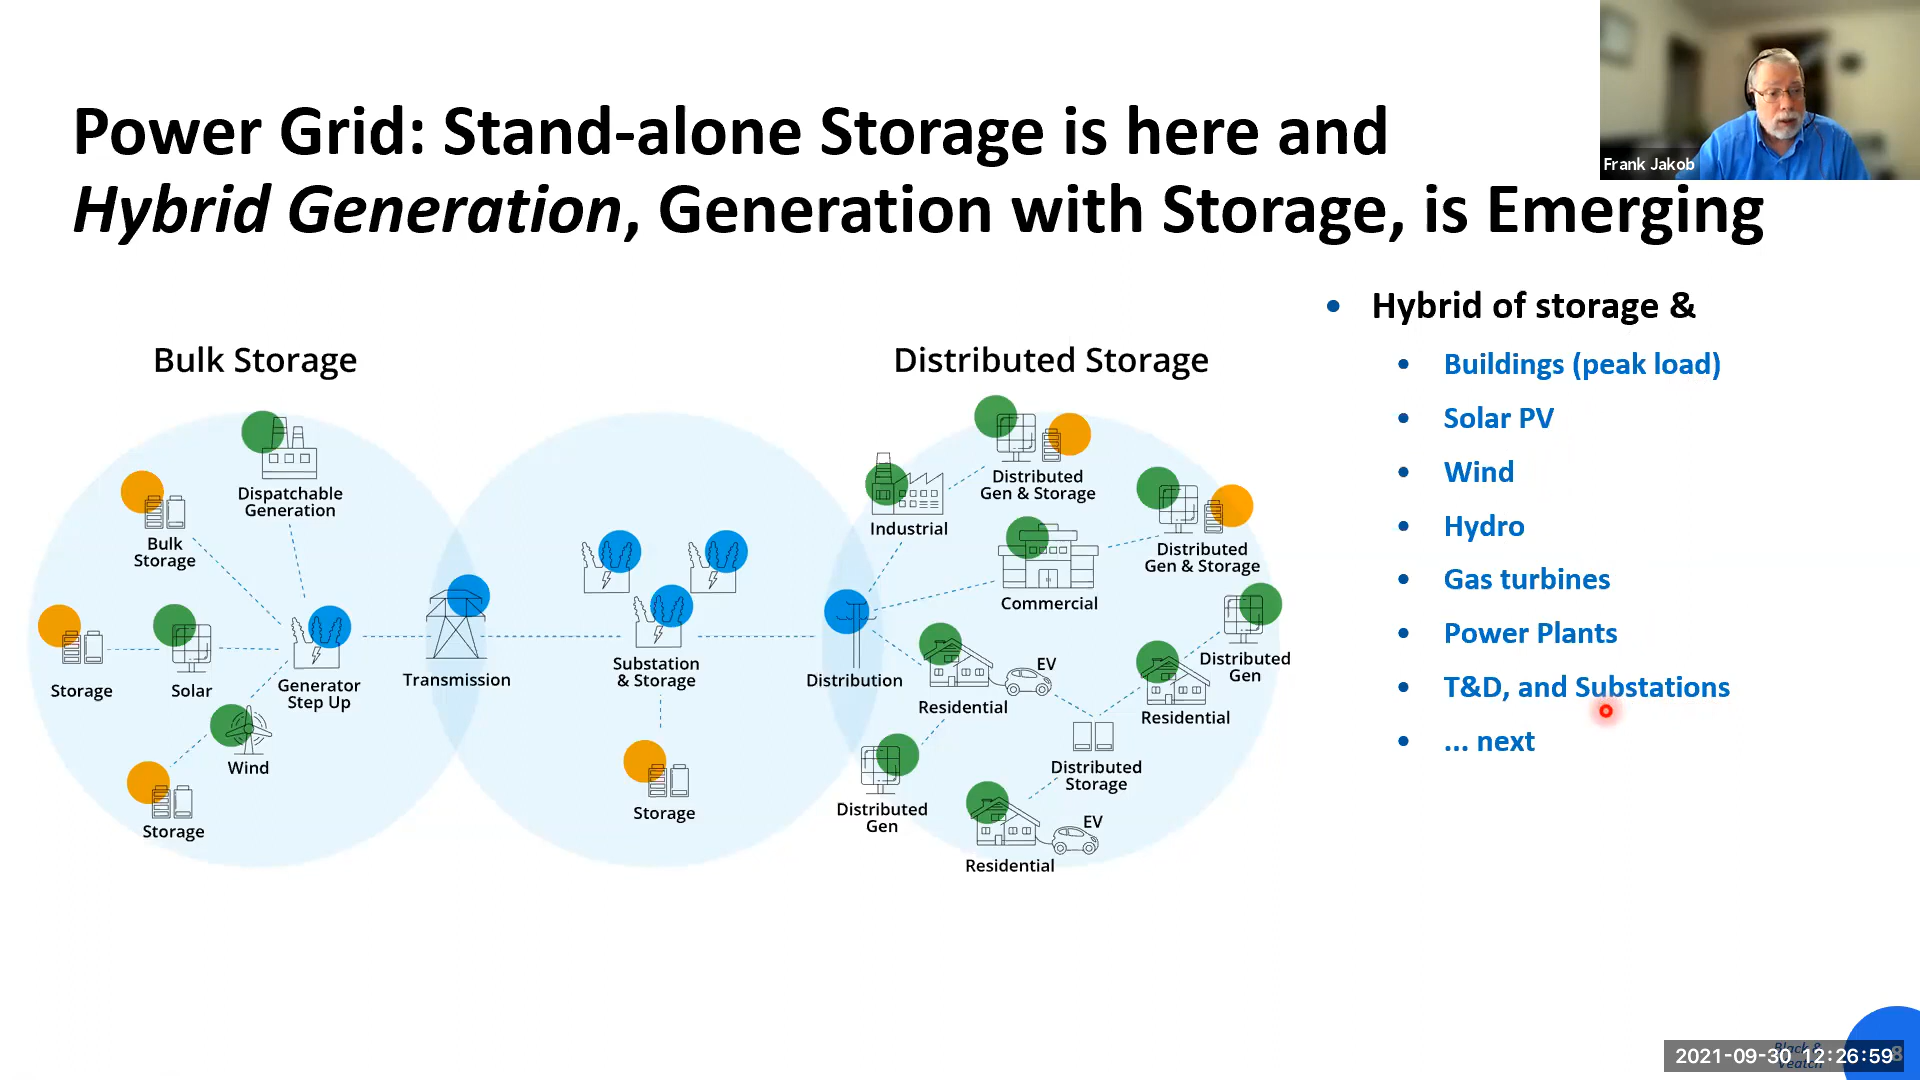 Frank Jakob
Power Grid: Stand-alone Storage is here and
Hybrid Generation, Generation with Storage, is Emerging
Bulk Storage
Distributed Storage
Dispatchable
Generation
Bulk
Storage
Storage
Solar
Generator
Step Up
Wind
Storage
Transmission
Substation
& Storage
Storage
Distribution
Industrial
Distributed
Gen & Storage
Commercial
Distributed
Gen & Storage
Residential
EV
Distributed
Gen
Residential
Distributed
Gen
Distributed
Storage
Residential
EV
• Hybrid of storage &
• Buildings (peak load)
• Solar PV
• Wind
• Hydro
• Gas turbines
• Power Plants
• T&D, and Substations
• ... next
Black &
Veatch
8
2021-09-30 12:26:59